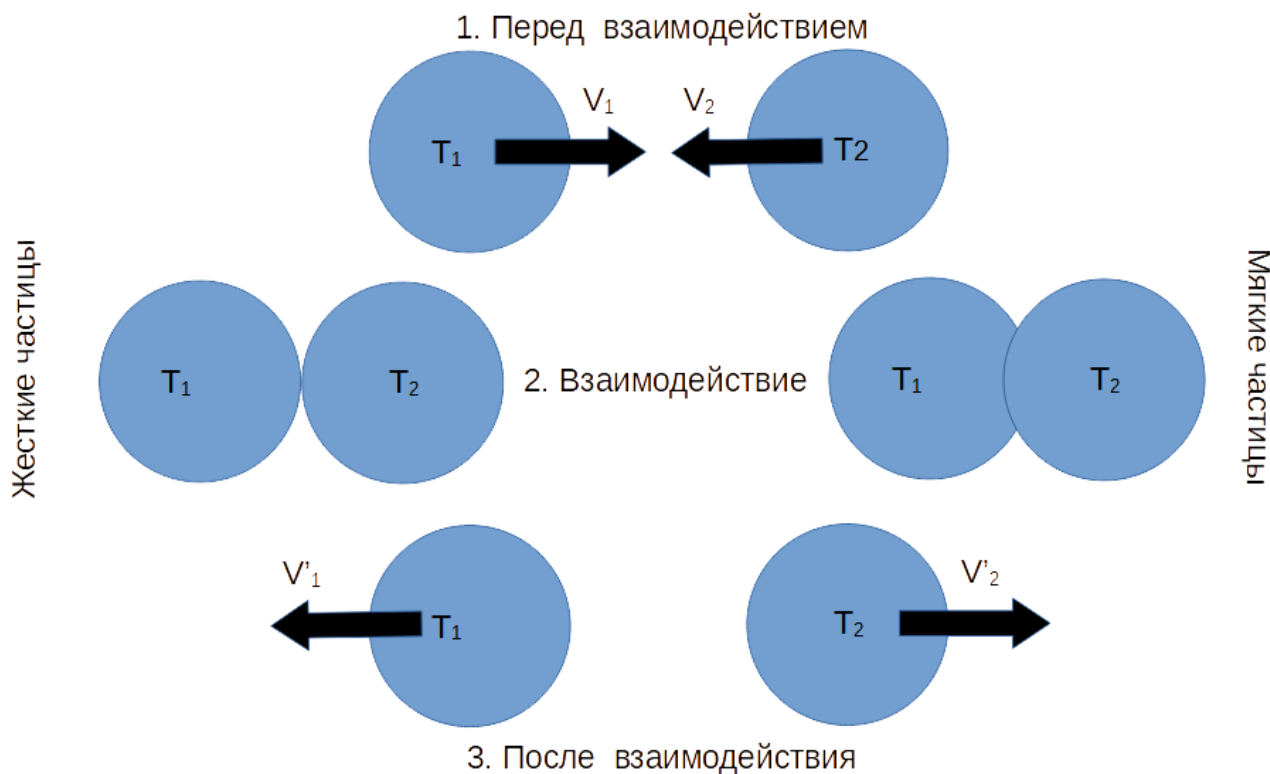 1. Перед взаимодействием
V₁ V₂
T₁ T2
Жесткие частицы
Мягкие частицы
T₁ T₂ 2. Взаимодействие T₁ T₂
V'₁ V'₂
T₁ T₂
3. После взаимодействия